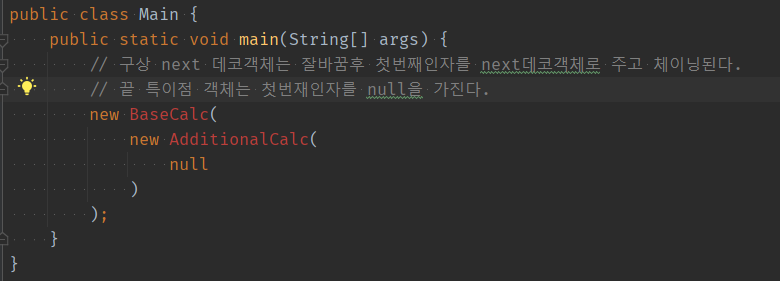 public class Main {
public static void main(String[] args) {
// 구상 next 데코객체는 잘바꿈후 첫번째인자를 next데코객체로 주고 체이닝된다.
// 끝 특이점 객체는 첫번재인자를 null을 가진다.
new BaseCalc(
new AdditionalCalc(
null
)
);
}
}